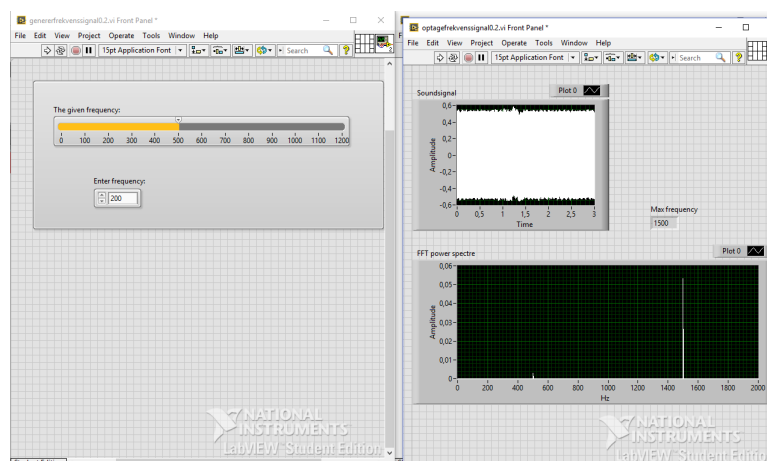 genererfrekvenssignal0.2.vi Front Panel *
File Edit View Project Operate Tools Window Help
15pt Application Font
Search
?
2
The given frequency:
0 100 200 300 400 500 600 700 800 900 1000 1100 1200
Enter frequency:
200
NATIONAL
INSTRUMENTS
LabVIEW Student Edition
optagefrekvenssignal0.2.vi Front Panel *
File Edit View Project Operate Tools Window Help
15pt Application Font
Search
?
Soundsignal
Plot 0
0,6
0,4
0,2
0
-0,2
-0,4
-0,6
Amplitude
0 0,5 1 1,5 2 2,5 3
Time
Max frequency
1500
FFT power spectre
Plot 0
0,06
0,05
0,04
0,03
0,02
0,01
0
Amplitude
0 200 400 600 800 1000 1200 1400 1600 1800 2000
Hz
NATIONAL
INSTRUMENTS
LabVIEW Student Edition